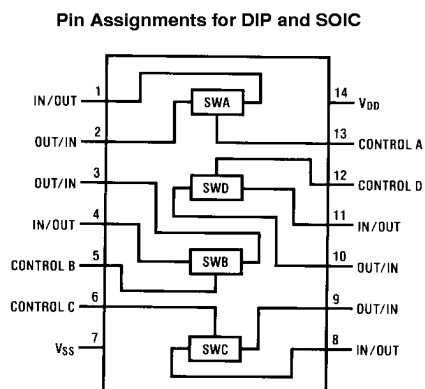 Pin Assignments for DIP and SOIC
IN/OUT 1
OUT/IN 2
OUT/IN 3
IN/OUT 4
CONTROL B 5
CONTROL C 6
VSS 7
SWA
SWD
SWB
SWC
14 VDD
13 CONTROL A
12 CONTROL D
11 IN/OUT
10 OUT/IN
9 OUT/IN
8 IN/OUT